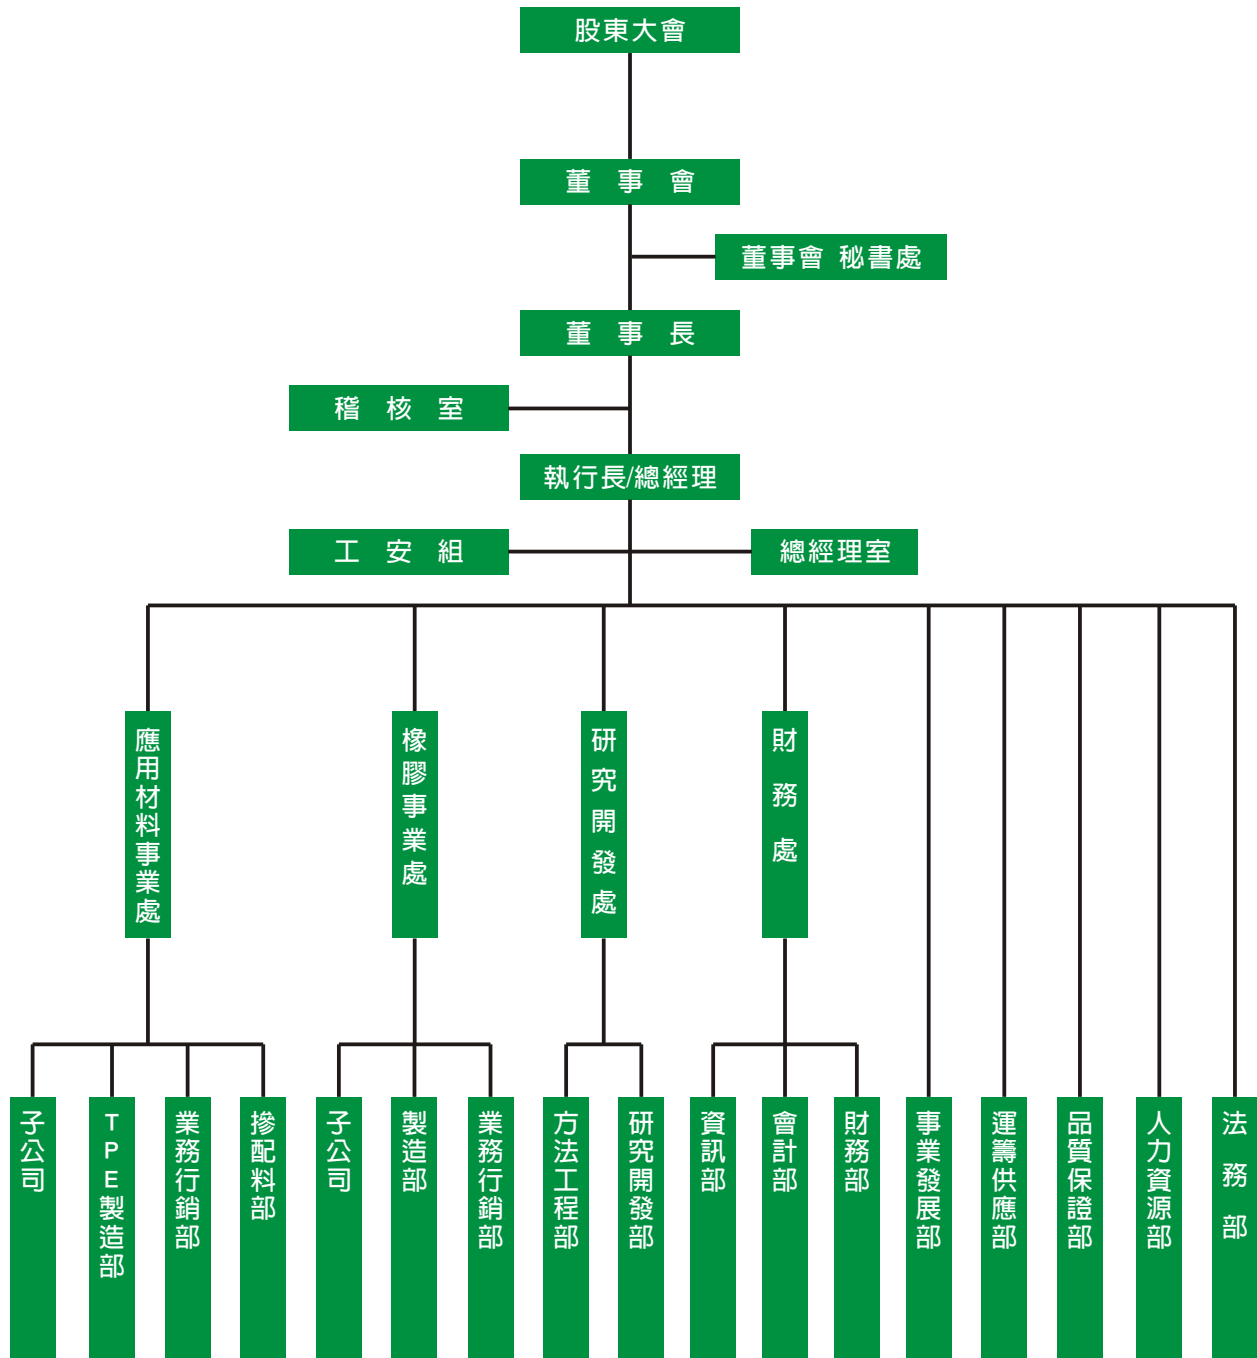 股東大會
董事會
董事會 秘書處
董事長
稽核室
執行長/總經理
工安組
總經理室
應用材料事業處
橡膠事業處
研究開發處
財務處
子公司
TPE製造部
業務行銷部
摻配料部
子公司
製造部
業務行銷部
方法工程部
研究開發部
資訊部
會計部
財務部
事業發展部
運籌供應部
品質保證部
人力資源部
法務部